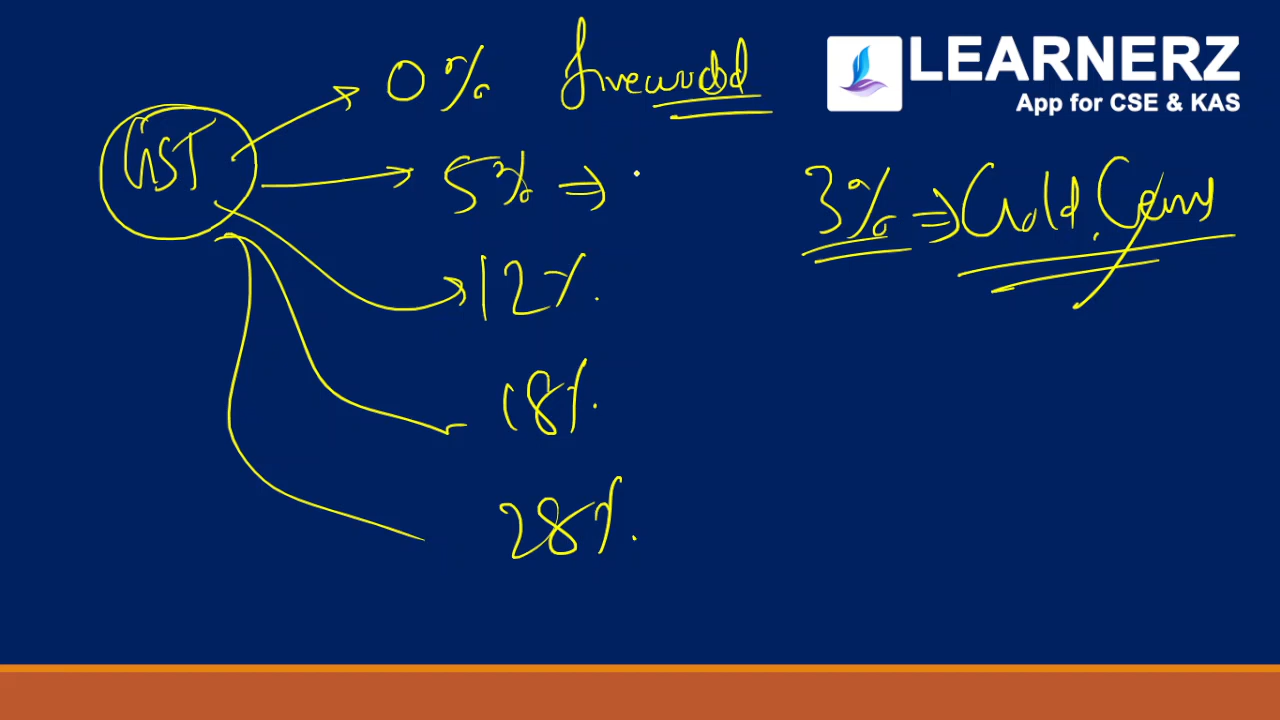 LEARNERZ
App for CSE & KAS
GST
0% firewood
5% ⇒
3% ⇒ Gold, Gems
12%
18%
28%